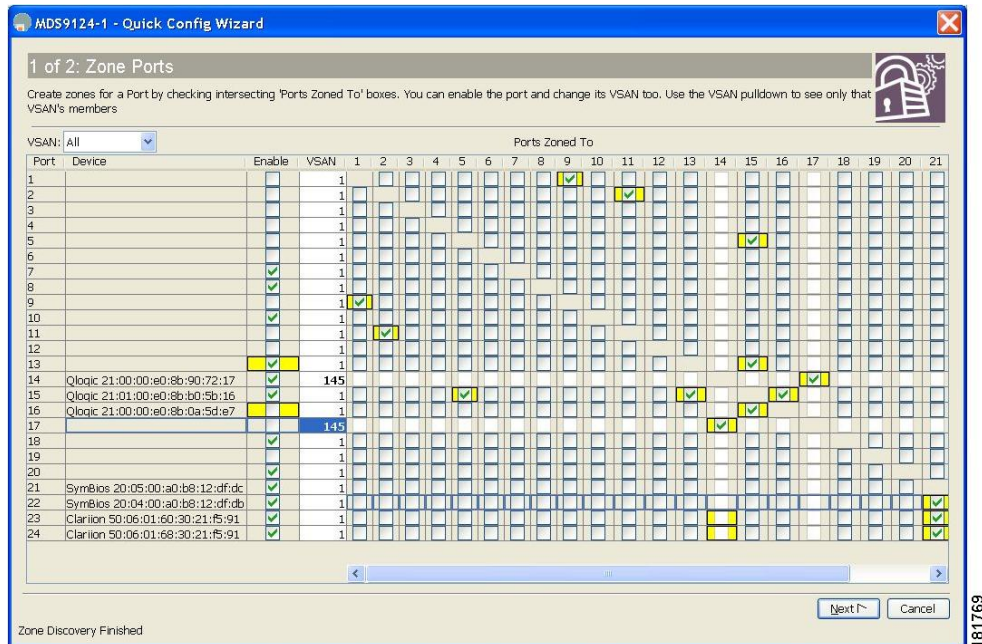 MDS9124-1 - Quick Config Wizard
1 of 2: Zone Ports
Create zones for a Port by checking intersecting 'Ports Zoned To' boxes. You can enable the port and change its VSAN too. Use the VSAN pulldown to see only that
VSAN's members
VSAN: All Ports Zoned To
Port Device Enable VSAN 1 2 3 4 5 6 7 8 9 10 11 12 13 14 15 16 17 18 19 20 21
1 1
2 1
3 1
4 1
5 1
6 1
7 1
8 1
9 1
10 1
11 1
12 1
13 1
14 Qlogic 21:00:00:e0:8b:90:72:17 145
15 Qlogic 21:01:00:e0:8b:b0:5b:16 1
16 Qlogic 21:00:00:e0:8b:0a:5d:e7 1
17 145
18 1
19 1
20 1
21 SymBios 20:05:00:a0:b8:12:df:dc 1
22 SymBios 20:04:00:a0:b8:12:df:db 1
23 Clariion 50:06:01:60:30:21:f5:91 1
24 Clariion 50:06:01:68:30:21:f5:91 1
Next Cancel
Zone Discovery Finished
181769